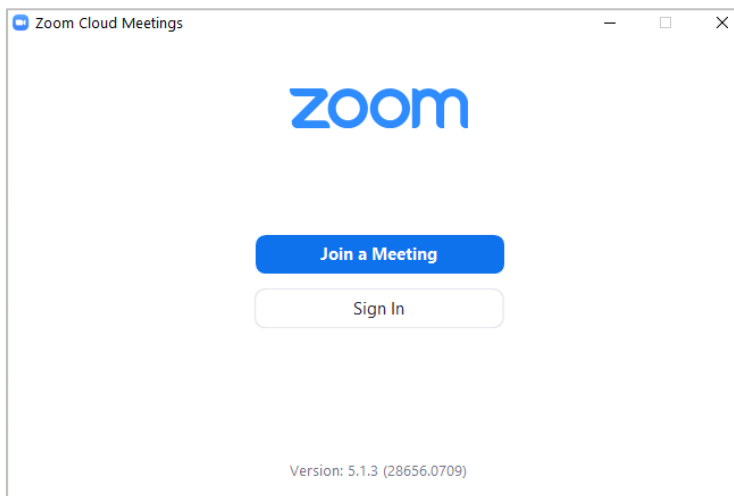 Zoom Cloud Meetings
zoom
Join a Meeting
Sign In
Version: 5.1.3 (28656.0709)